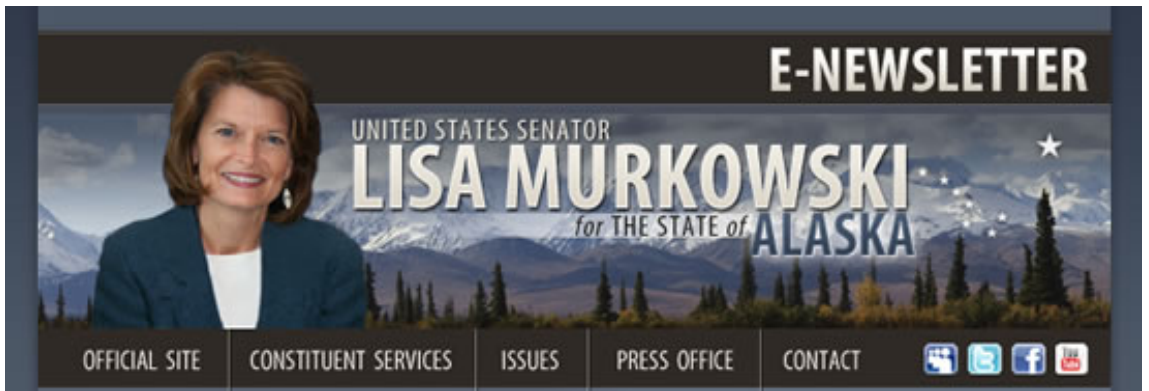 E-NEWSLETTER
UNITED STATES SENATOR
LISA MURKOWSKI
for THE STATE of ALASKA
OFFICIAL SITE CONSTITUENT SERVICES ISSUES PRESS OFFICE CONTACT